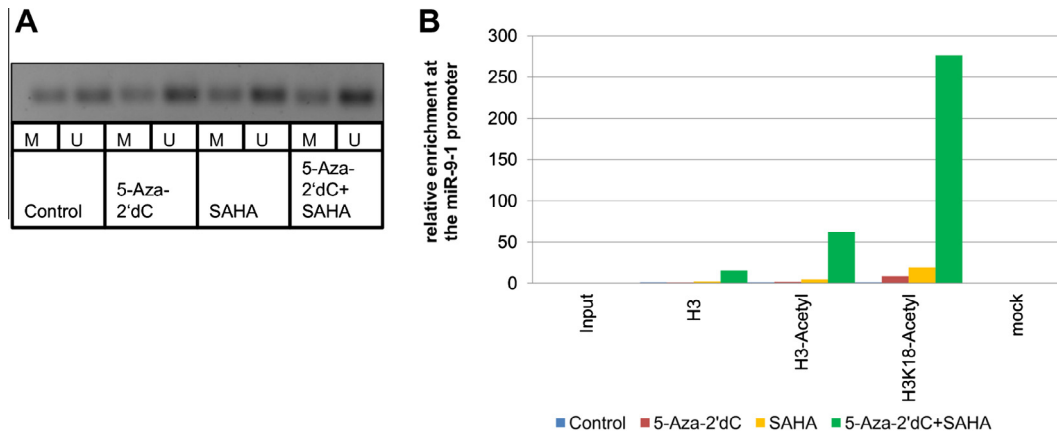 A
M U M U M U M U
Control
5-Aza-
2‘dC
SAHA
5-Aza-
2‘dC+
SAHA
B
relative enrichment at
the miR-9-1 promoter
300
250
200
150
100
50
0
Input
H3
H3-Acetyl
H3K18-Acetyl
mock
Control 5-Aza-2'dC SAHA 5-Aza-2'dC+SAHA